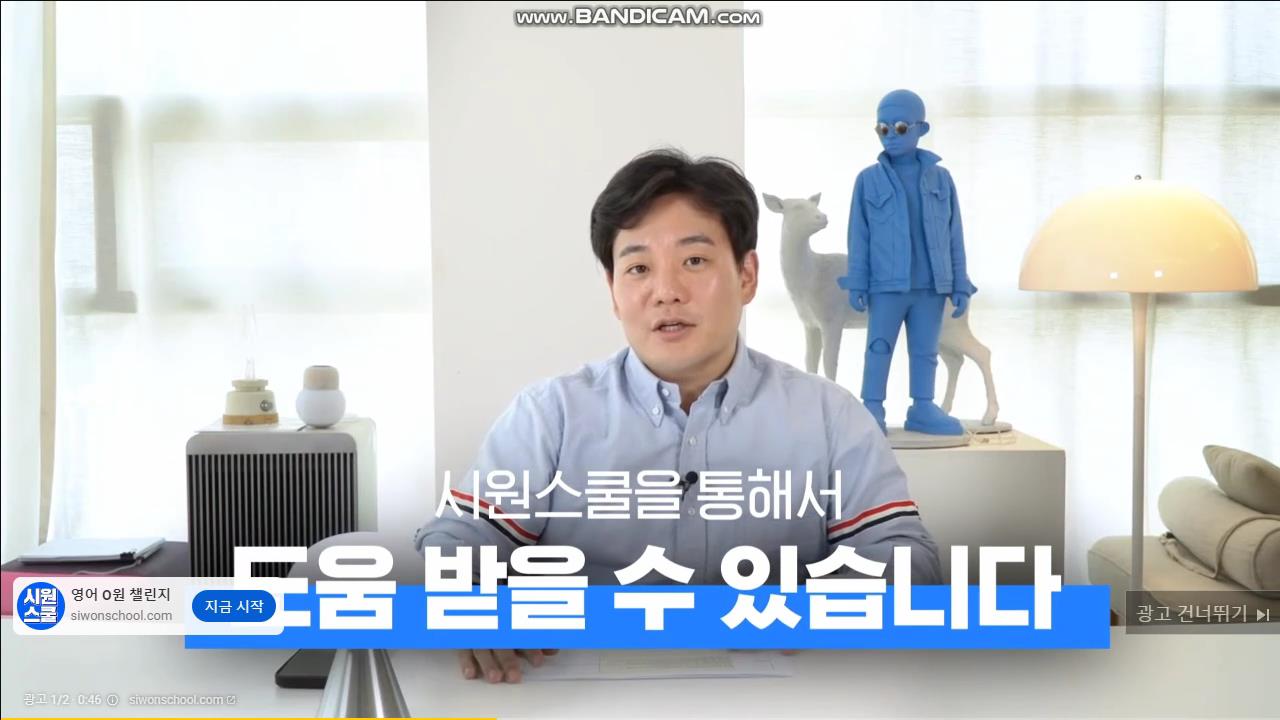 www.BANDICAM.com
시원스쿨을 통해서
도움 받을 수 있습니다
시원
스쿨
영어 0원 챌린지
siwonschool.com
지금 시작
광고 건너뛰기
광고 1/2 · 0:46
siwonschool.com